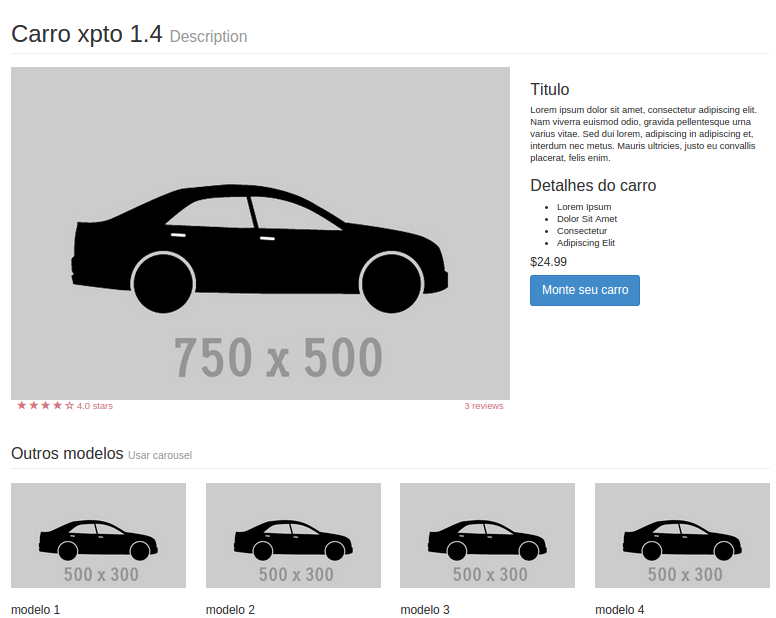 Carro xpto 1.4 Description
750 x 500
★★★★☆ 4.0 stars
3 reviews
Titulo
Lorem ipsum dolor sit amet, consectetur adipiscing elit.
Nam viverra euismod odio, gravida pellentesque urna
varius vitae. Sed dui lorem, adipiscing in adipiscing et,
interdum nec metus. Mauris ultricies, justo eu convallis
placerat, felis enim.
Detalhes do carro
Lorem Ipsum
Dolor Sit Amet
Consectetur
Adipiscing Elit
$24.99
Monte seu carro
Outros modelos Usar carousel
500 x 300
500 x 300
500 x 300
500 x 300
modelo 1
modelo 2
modelo 3
modelo 4